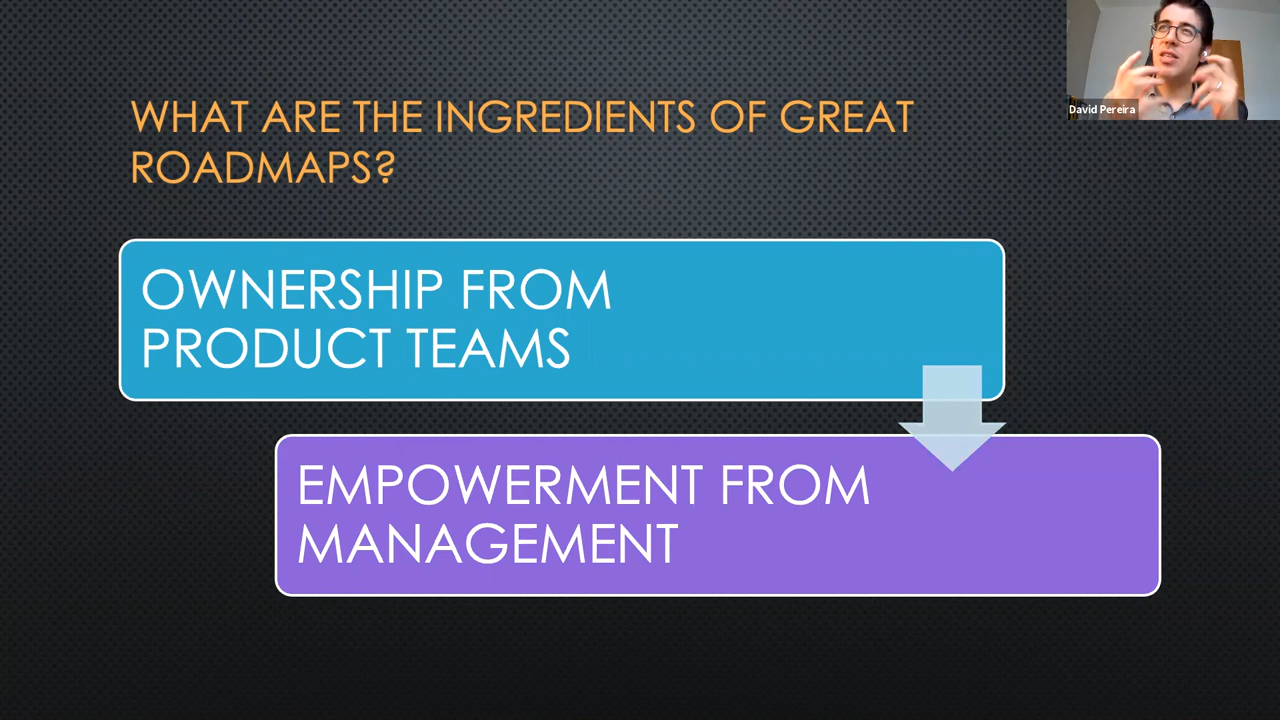 WHAT ARE THE INGREDIENTS OF GREAT
ROADMAPS?
David Pereira
OWNERSHIP FROM
PRODUCT TEAMS
EMPOWERMENT FROM
MANAGEMENT